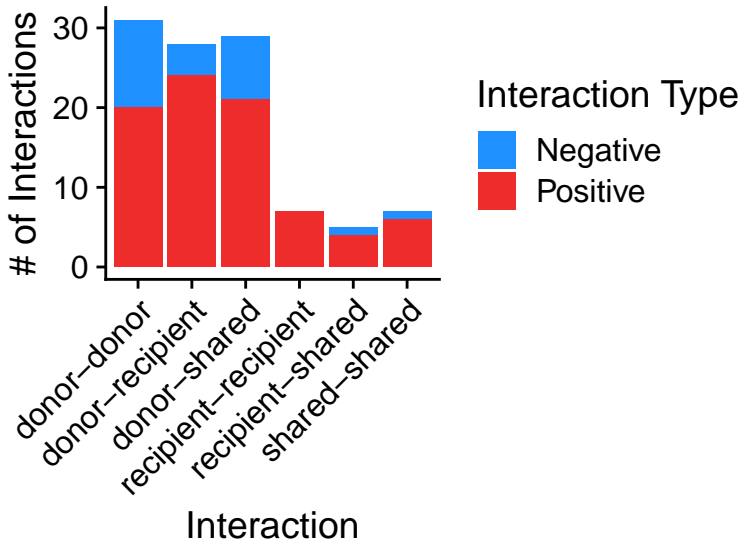 # of Interactions
30
20
10
0
donor–donor
donor–recipient
donor–shared
recipient–recipient
recipient–shared
shared–shared
Interaction
Interaction Type
Negative
Positive